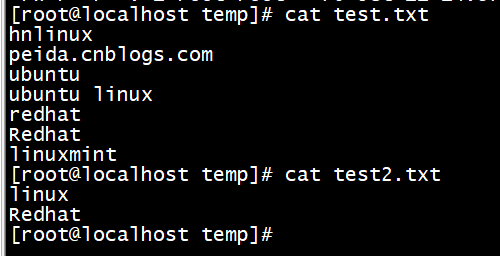 [root@localhost temp]# cat test.txt
hnlinux
peida.cnblogs.com
ubuntu
ubuntu linux
redhat
Redhat
linuxmint
[root@localhost temp]# cat test2.txt
linux
Redhat
[root@localhost temp]#